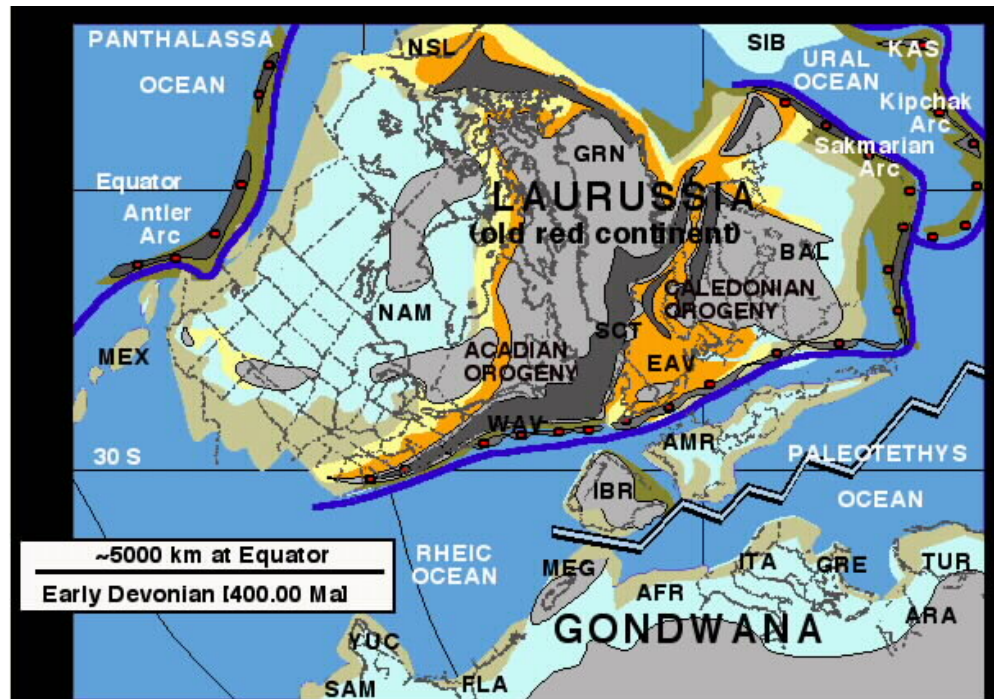 PANTHALASSA
OCEAN
NSL
SIB
KAS
URAL
OCEAN
Kipchak
Arc
Sakmarian
Arc
GRN
Equator
Antler
Arc
LAURUSSIA
(old red continent)
BAL
NAM
CALEDONIAN
OROGENY
SCT
MEX
ACADIAN
OROGENY
EAV
WAV
AMR
30 S
PALEOTETHYS
OCEAN
IBR
~5000 km at Equator
Early Devonian [400.00 Ma]
RHEIC
OCEAN
MEG
AFR
ITA
GRE
TUR
ARA
GONDWANA
YUC
SAM
FLA